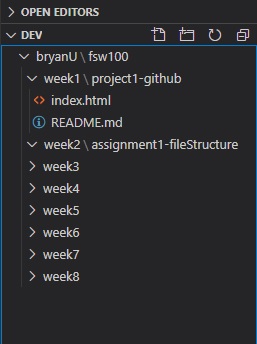 OPEN EDITORS
DEV
bryanU \ fsw100
week1 \ project1-github
index.html
README.md
week2 \ assignment1-fileStructure
week3
week4
week5
week6
week7
week8